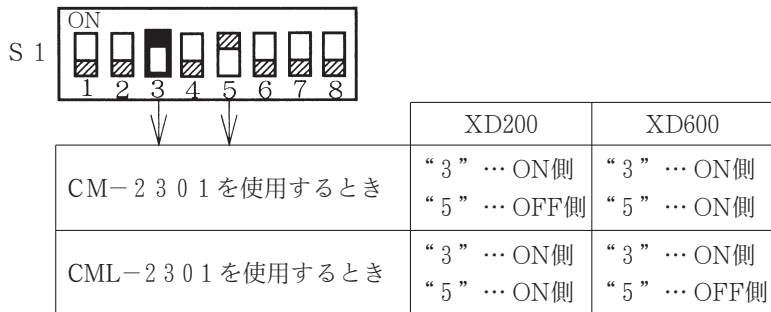 ON
S 1
1 2 3 4 5 6 7 8
XD200 XD600
CM−2301を使用するとき
“3”… ON側 “3”… ON側
“5”… OFF側 “5”… ON側
CML−2301を使用するとき
“3”… ON側 “3”… ON側
“5”… ON側 “5”… OFF側